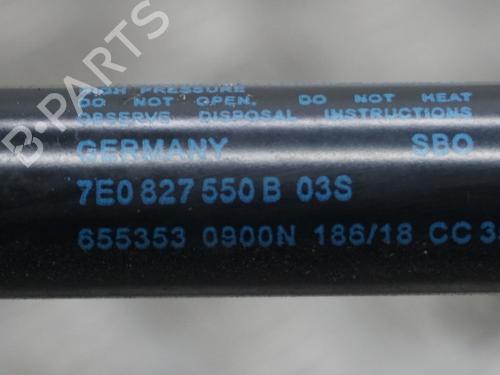 HIGH PRESSURE
DO NOT OPEN. DO NOT HEAT
OBSERVE DISPOSAL INSTRUCTIONS
GERMANY SBO
7E0 827 550 B 03S
655353 0900N 186/18 CC 3
B-PARTS